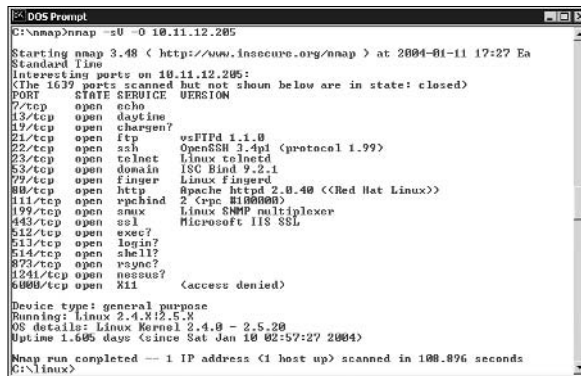 DOS Prompt
C:\nmap>nmap -sV -O 10.11.12.205
Starting nmap 3.48 ( http://www.insecure.org/nmap ) at 2004-01-11 17:27 Ea
Standard Time
Interesting ports on 10.11.12.205:
(The 1639 ports scanned but not shown below are in state: closed)
PORT STATE SERVICE VERSION
7/tcp open echo
13/tcp open daytime
19/tcp open chargen?
21/tcp open ftp vsFTPd 1.1.0
22/tcp open ssh OpenSSH 3.4p1 (protocol 1.99)
23/tcp open telnet Linux telnetd
53/tcp open domain ISC Bind 9.2.1
79/tcp open finger Linux fingerd
80/tcp open http Apache httpd 2.0.40 ((Red Hat Linux))
111/tcp open rpcbind 2 (rpc #100000)
199/tcp open smux Linux SNMP multiplexer
443/tcp open ssl Microsoft IIS SSL
512/tcp open exec?
513/tcp open login?
514/tcp open shell?
873/tcp open rsync?
1241/tcp open nessus?
6000/tcp open X11 (access denied)
Device type: general purpose
Running: Linux 2.4.X|2.5.X
OS details: Linux Kernel 2.4.0 - 2.5.20
Uptime 1.605 days (since Sat Jan 10 02:57:27 2004)
Nmap run completed -- 1 IP address (1 host up) scanned in 108.896 seconds
C:\linux>